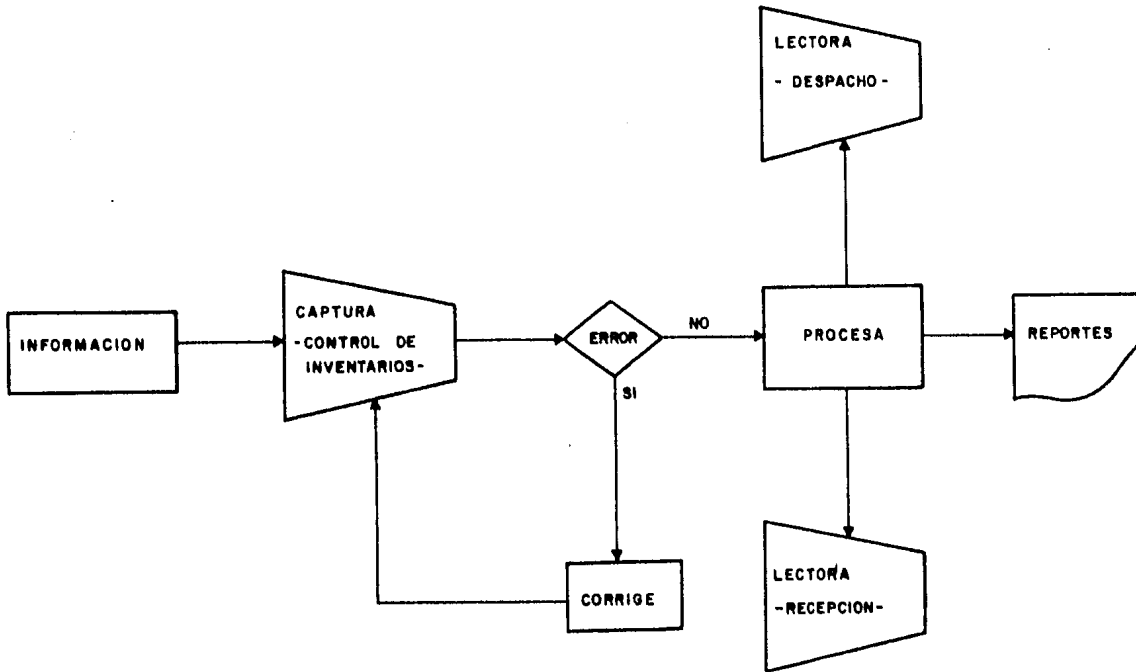 LECTORA
- DESPACHO -
INFORMACION
CAPTURA
-CONTROL DE
INVENTARIOS-
ERROR
NO
SI
PROCESA
REPORTES
CORRIGE
LECTORA
-RECEPCION-